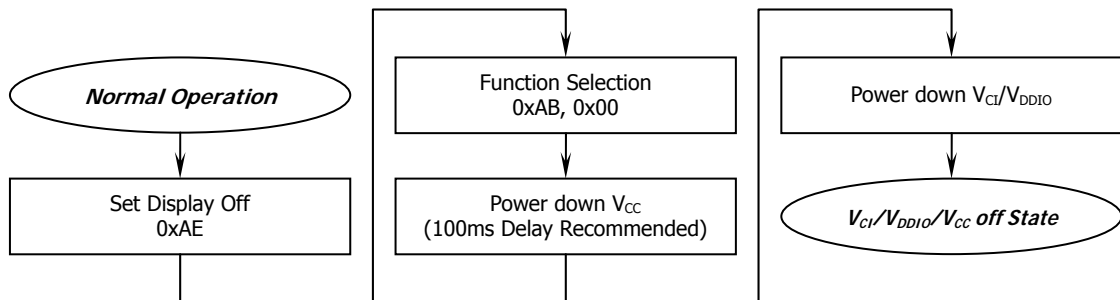 Normal Operation
Set Display Off
0xAE
Function Selection
0xAB, 0x00
Power down VCC
(100ms Delay Recommended)
Power down VCI/VDDIO
VCI/VDDIO/VCC off State